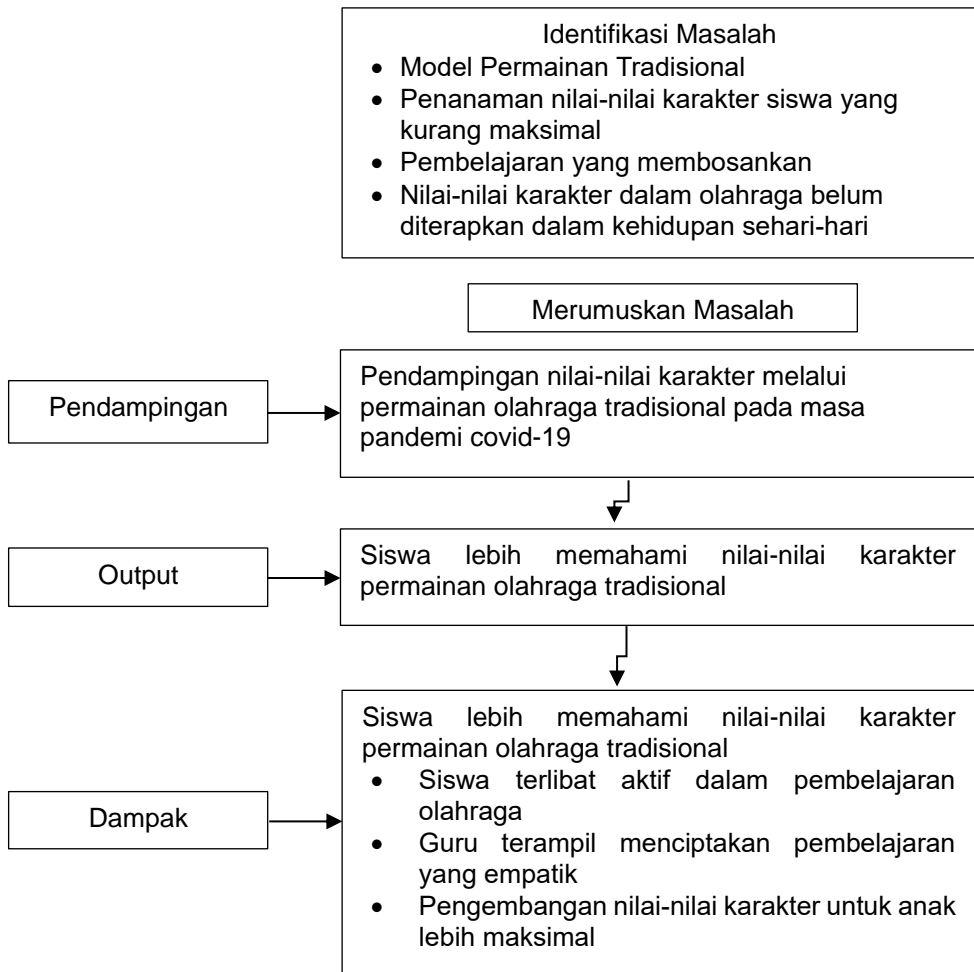 Identifikasi Masalah
• Model Permainan Tradisional
• Penanaman nilai-nilai karakter siswa yang
kurang maksimal
• Pembelajaran yang membosankan
• Nilai-nilai karakter dalam olahraga belum
diterapkan dalam kehidupan sehari-hari
Merumuskan Masalah
Pendampingan
Pendampingan nilai-nilai karakter melalui
permainan olahraga tradisional pada masa
pandemi covid-19
Output
Siswa lebih memahami nilai-nilai karakter
permainan olahraga tradisional
Dampak
Siswa lebih memahami nilai-nilai karakter
permainan olahraga tradisional
• Siswa terlibat aktif dalam pembelajaran
olahraga
• Guru terampil menciptakan pembelajaran
yang empatik
• Pengembangan nilai-nilai karakter untuk anak
lebih maksimal